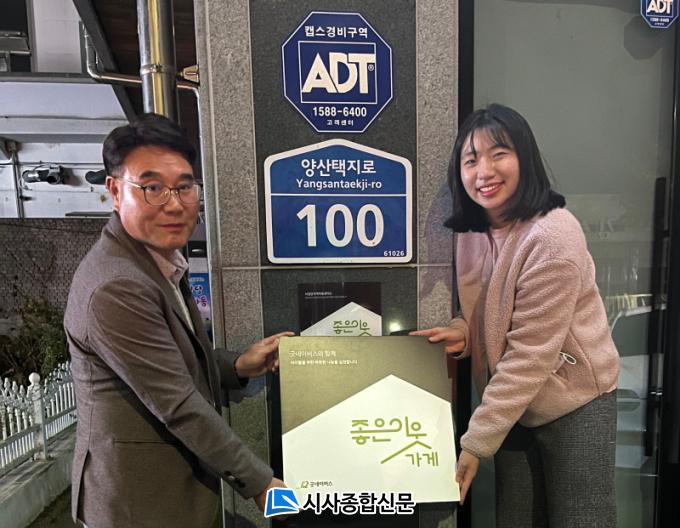 캡스경비구역
ADT
1588-6400
고객센터
ADT
1588-6400
양산택지로
Yangsantaekji-ro
100
61026
좋은이웃
굿네이버스와 함께
좋은이웃
가게
굿네이버스
시사종합신문